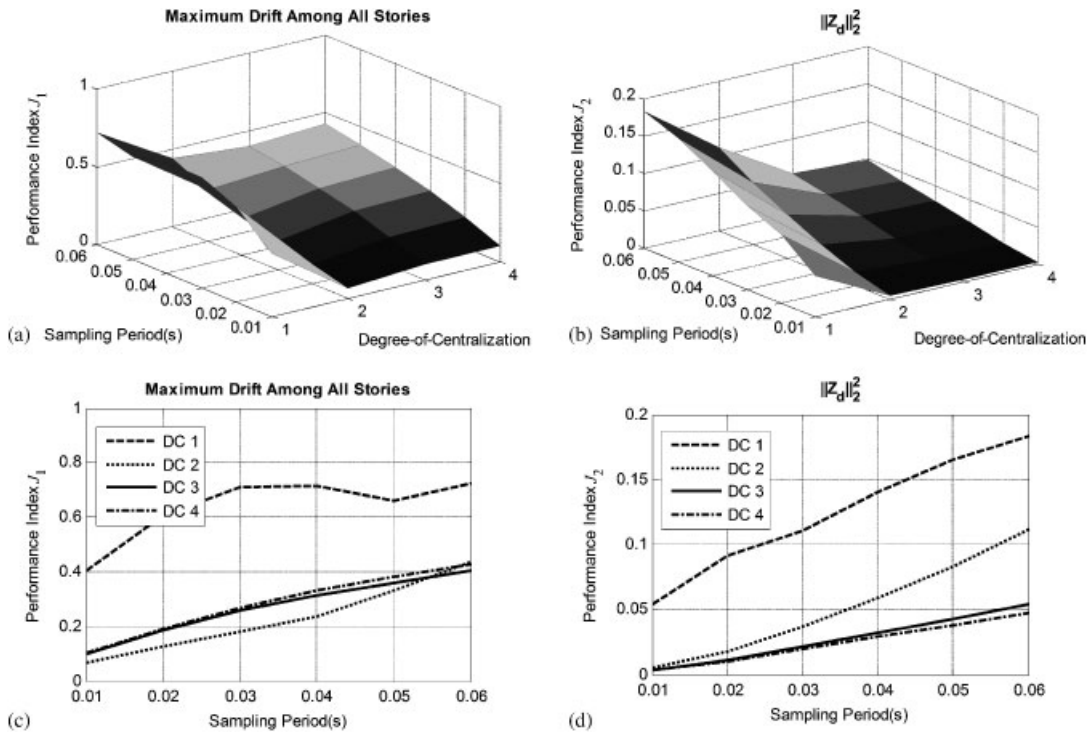 Maximum Drift Among All Stories
Performance Index J1
1
0.5
0
0.06
0.05
0.04
0.03
0.02
0.01
1
2
3
4
(a)
Sampling Period(s)
Degree-of-Centralization
||Z_d||_2^2
Performance Index J2
0.2
0.15
0.1
0.05
0
0.06
0.05
0.04
0.03
0.02
0.01
1
2
3
4
(b)
Sampling Period(s)
Degree-of-Centralization
Maximum Drift Among All Stories
Performance Index J1
1
0.8
0.6
0.4
0.2
0
DC 1
DC 2
DC 3
DC 4
0.01 0.02 0.03 0.04 0.05 0.06
(c)
Sampling Period(s)
||Z_d||_2^2
Performance Index J2
0.2
0.15
0.1
0.05
0
DC 1
DC 2
DC 3
DC 4
0.01 0.02 0.03 0.04 0.05 0.06
(d)
Sampling Period(s)